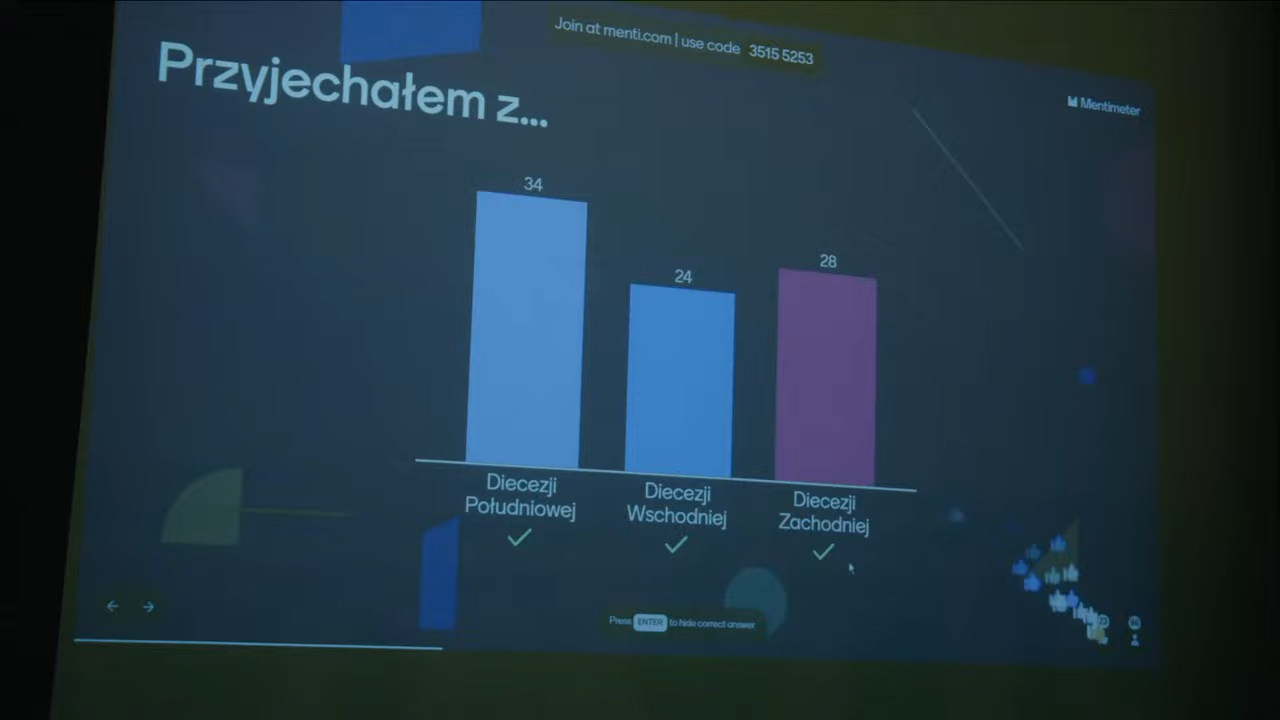 Join at menti.com | use code 3515 5253
Przyjechałem z...
Mentimeter
34
24
28
Diecezji
Południowej
Diecezji
Wschodniej
Diecezji
Zachodniej
Press ENTER to hide correct answer